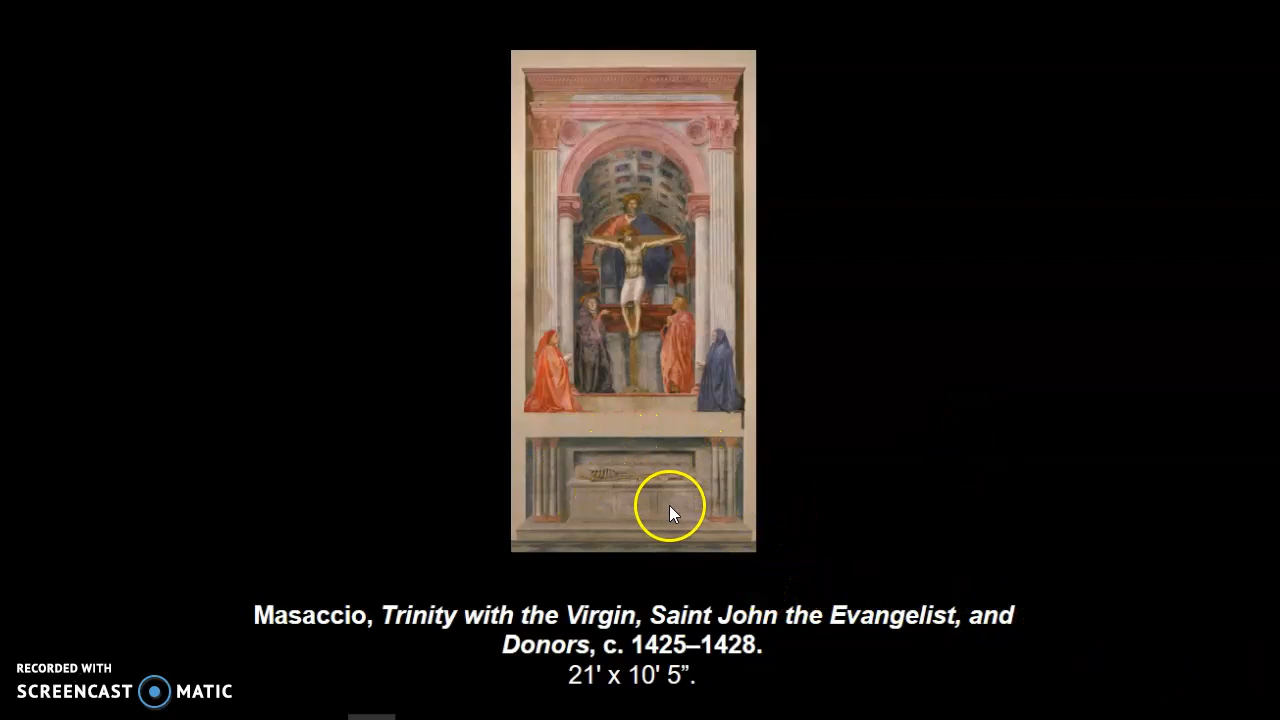 Masaccio, Trinity with the Virgin, Saint John the Evangelist, and
Donors, c. 1425–1428.
21' x 10' 5”.
RECORDED WITH
SCREENCAST MATIC